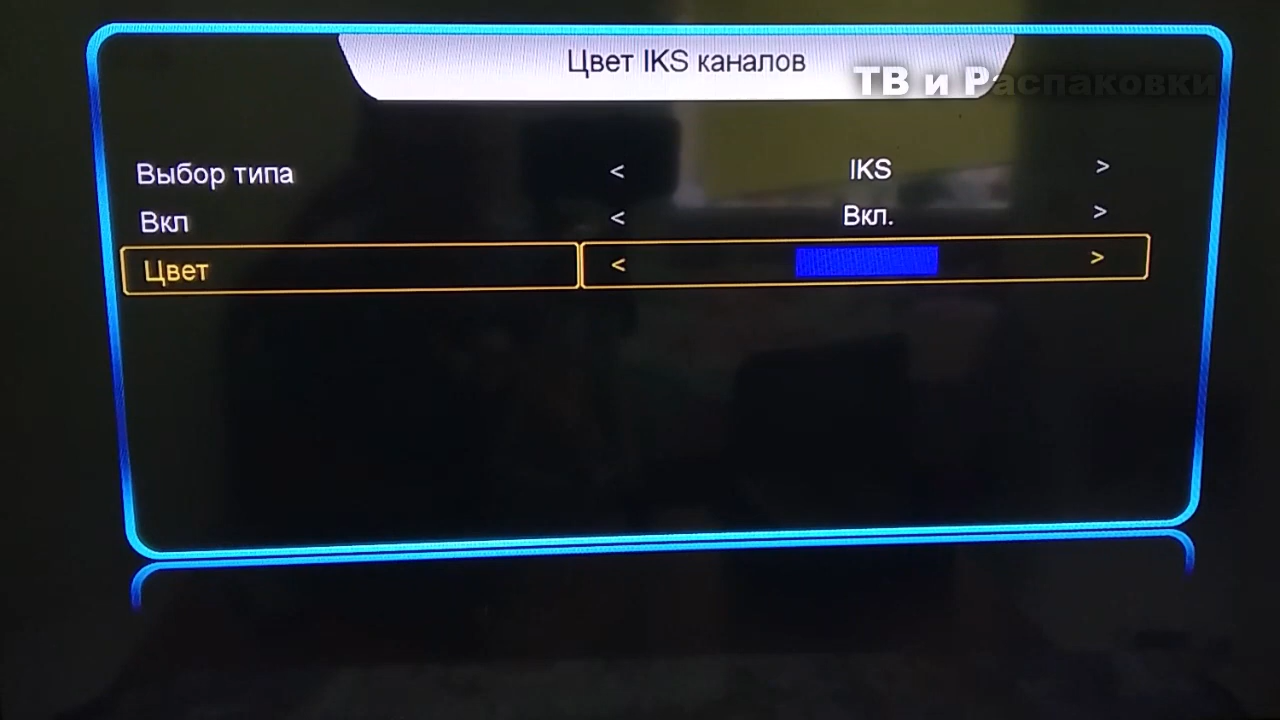 Цвет IKS каналов
ТВ и Распаковки
Выбор типа < IKS >
Вкл < Вкл. >
Цвет < >